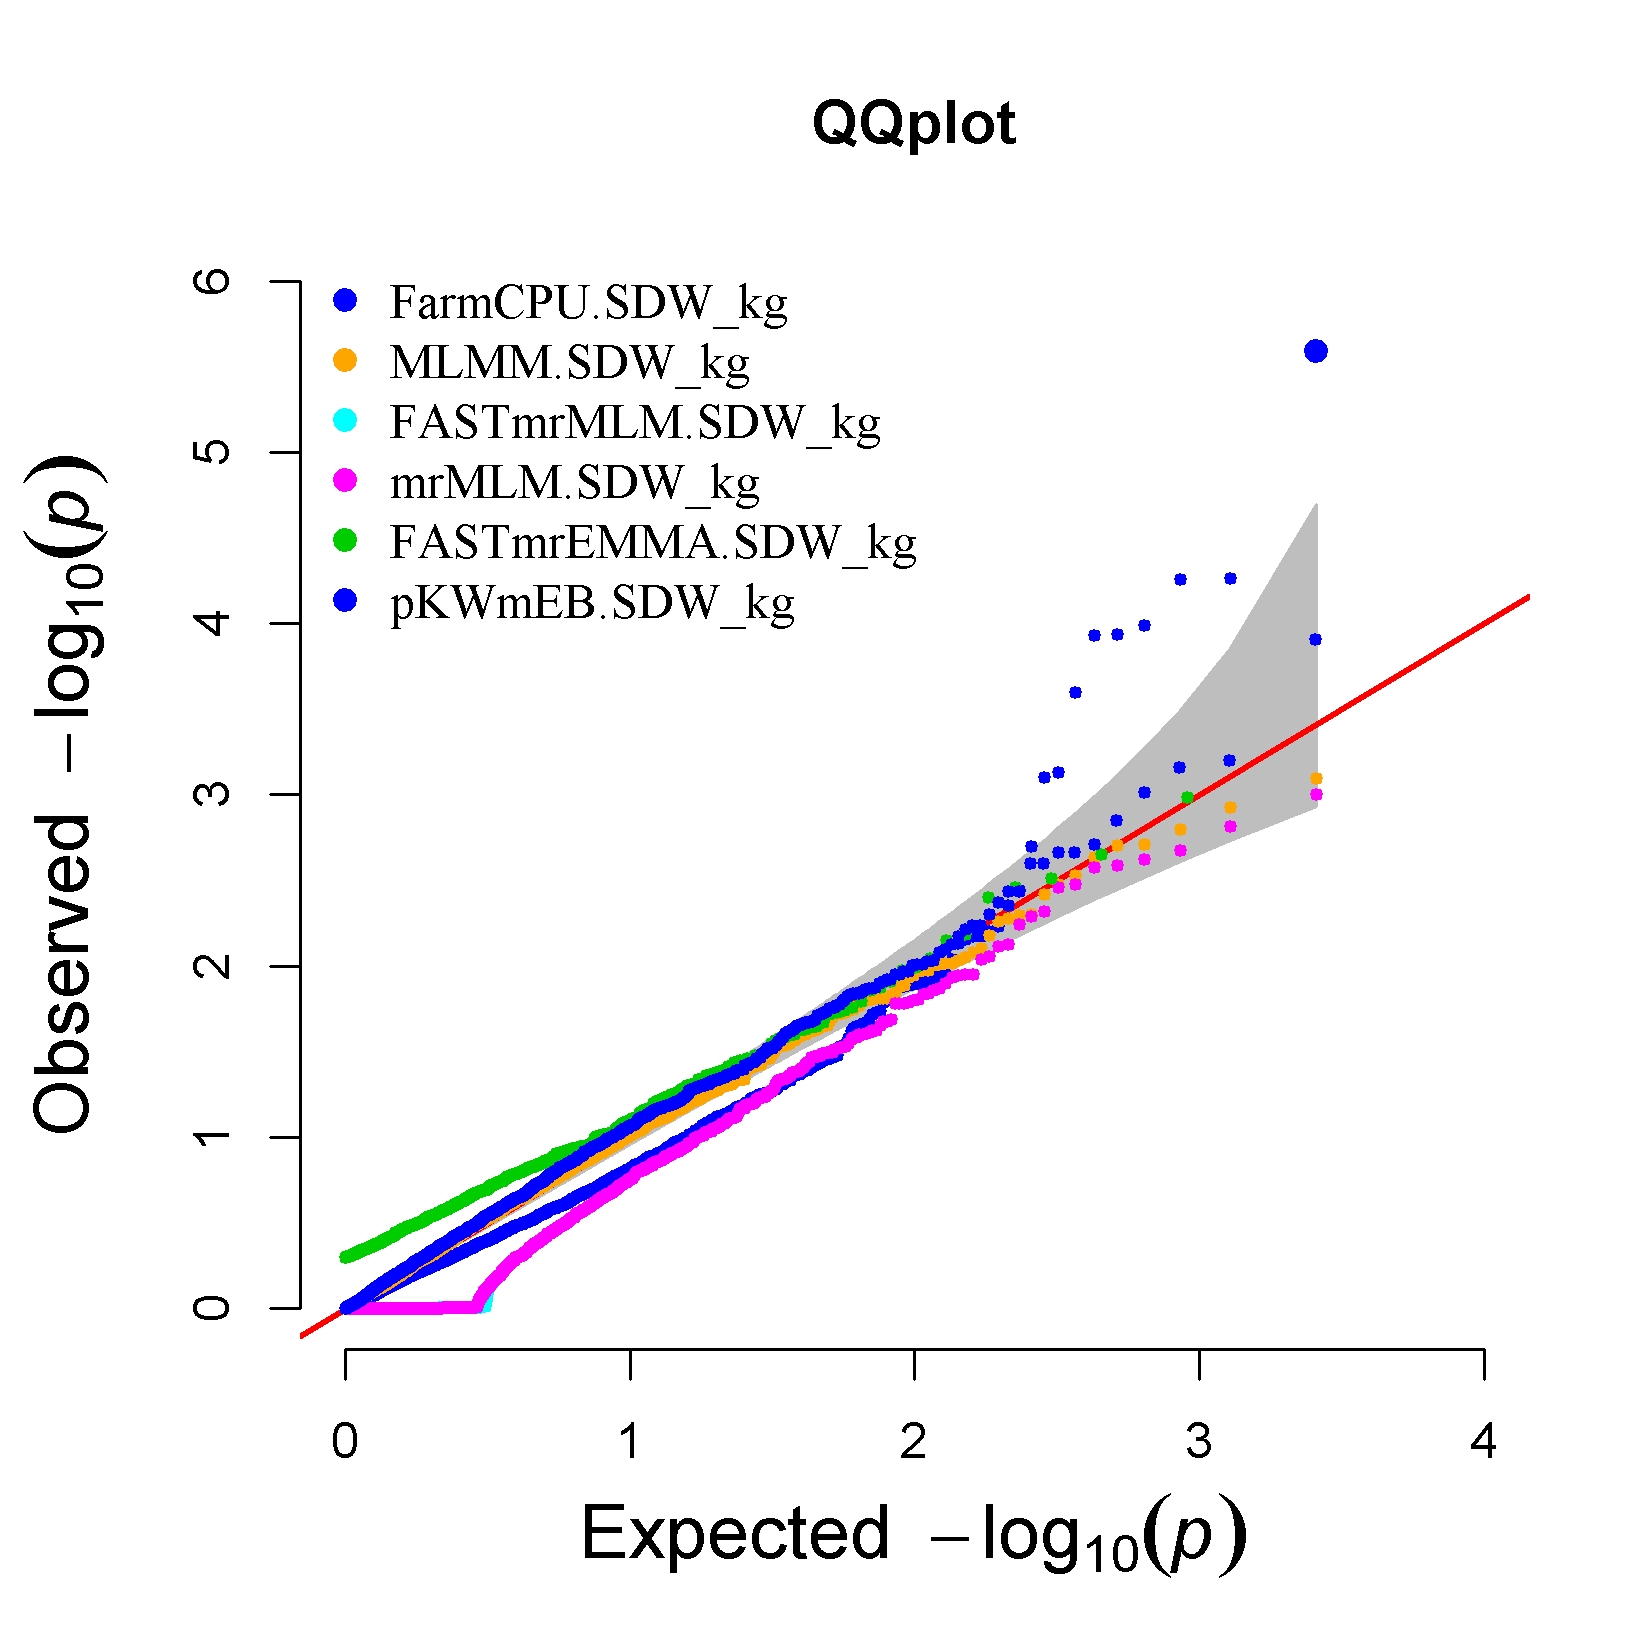 QQplot
Observed −log10(p)
6
5
4
3
2
1
0
FarmCPU.SDW_kg
MLMM.SDW_kg
FASTmrMLM.SDW_kg
mrMLM.SDW_kg
FASTmrEMMA.SDW_kg
pKWmEB.SDW_kg
0 1 2 3 4
Expected −log10(p)